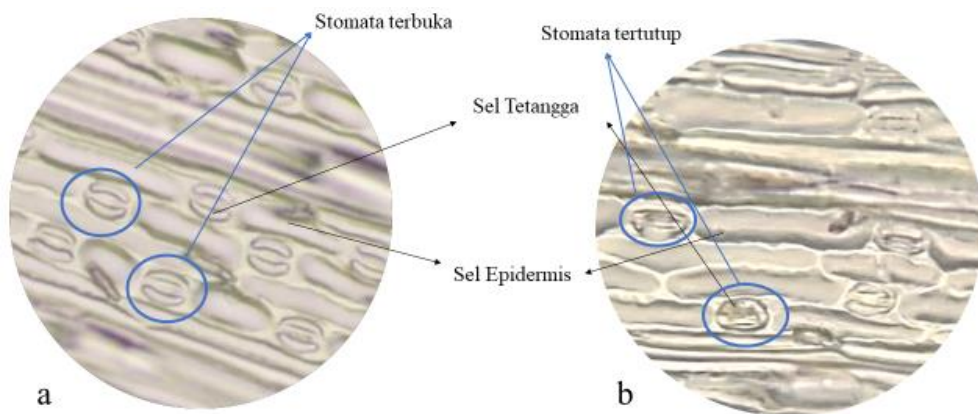 Stomata terbuka
Stomata tertutup
Sel Tetangga
Sel Epidermis
a
b